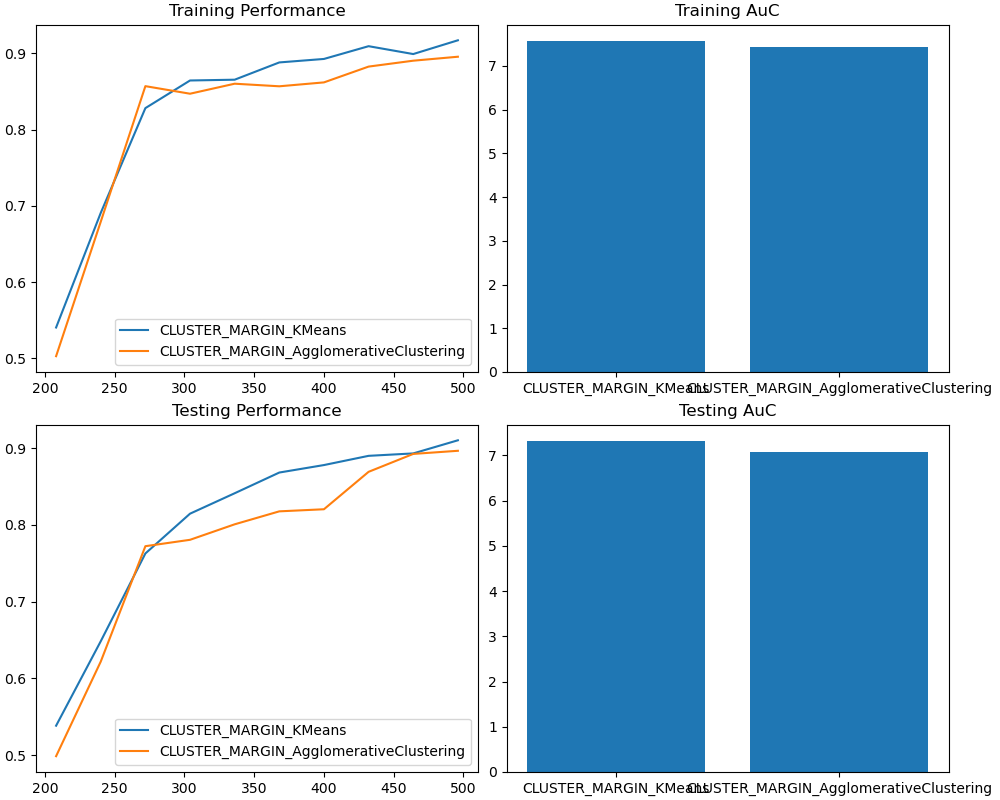 Training Performance
0.9
0.8
0.7
0.6
0.5
CLUSTER_MARGIN_KMeans
CLUSTER_MARGIN_AgglomerativeClustering
200 250 300 350 400 450 500
Training AuC
7
6
5
4
3
2
1
0
CLUSTER_MARGIN_KMeans CLUSTER_MARGIN_AgglomerativeClustering
Testing Performance
0.9
0.8
0.7
0.6
0.5
CLUSTER_MARGIN_KMeans
CLUSTER_MARGIN_AgglomerativeClustering
200 250 300 350 400 450 500
Testing AuC
7
6
5
4
3
2
1
0
CLUSTER_MARGIN_KMeans CLUSTER_MARGIN_AgglomerativeClustering